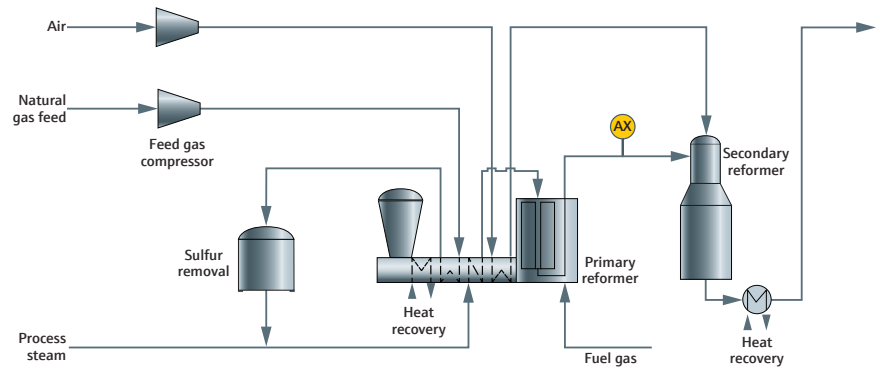 Air
Natural
gas feed
Feed gas
compressor
AX
Secondary
reformer
Sulfur
removal
Primary
reformer
Heat
recovery
Process
steam
Fuel gas
Heat
recovery